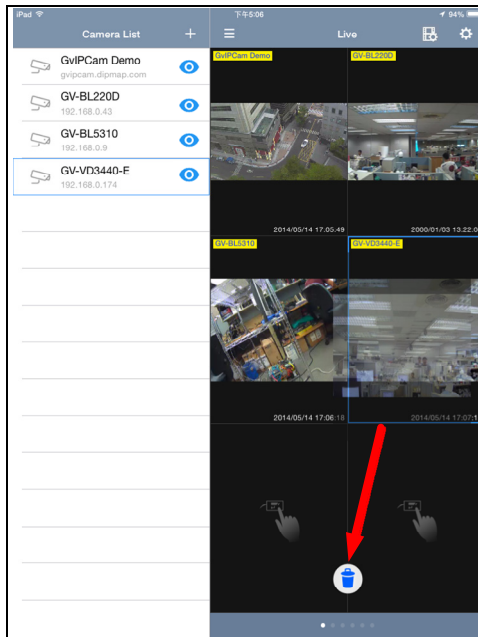 iPad 下午5:06 94%
Camera List + Live
GvIPCam Demo
gvipcam.dipmap.com
GV-BL220D
192.168.0.43
GV-BL5310
192.168.0.9
GV-VD3440-E
192.168.0.174
GvIPCam Demo GV-BL220D
2014/05/14 17.05.49 2000/01/03 13.22.0
GV-BL5310 GV-VD3440-E
2014/05/14 17:06:18 2014/05/14 17:07:1